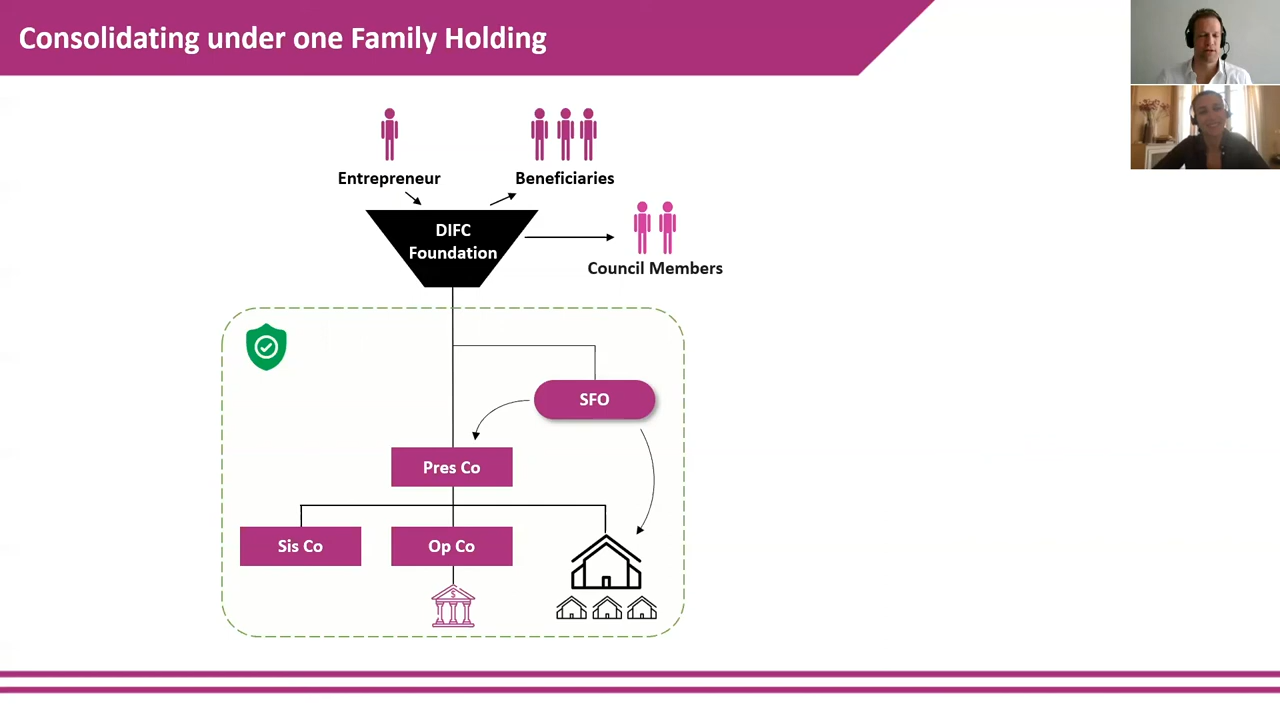 Consolidating under one Family Holding
Entrepreneur
Beneficiaries
DIFC
Foundation
Council Members
SFO
Pres Co
Sis Co
Op Co
$